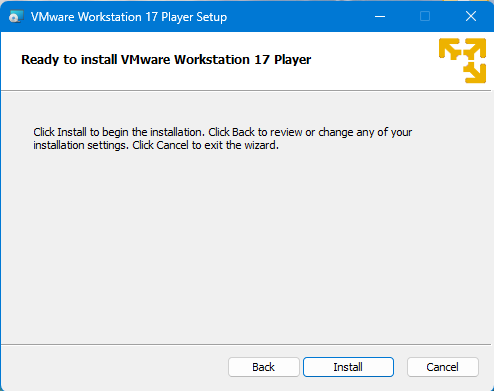 VMware Workstation 17 Player Setup
Ready to install VMware Workstation 17 Player
Click Install to begin the installation. Click Back to review or change any of your
installation settings. Click Cancel to exit the wizard.
Back
Install
Cancel